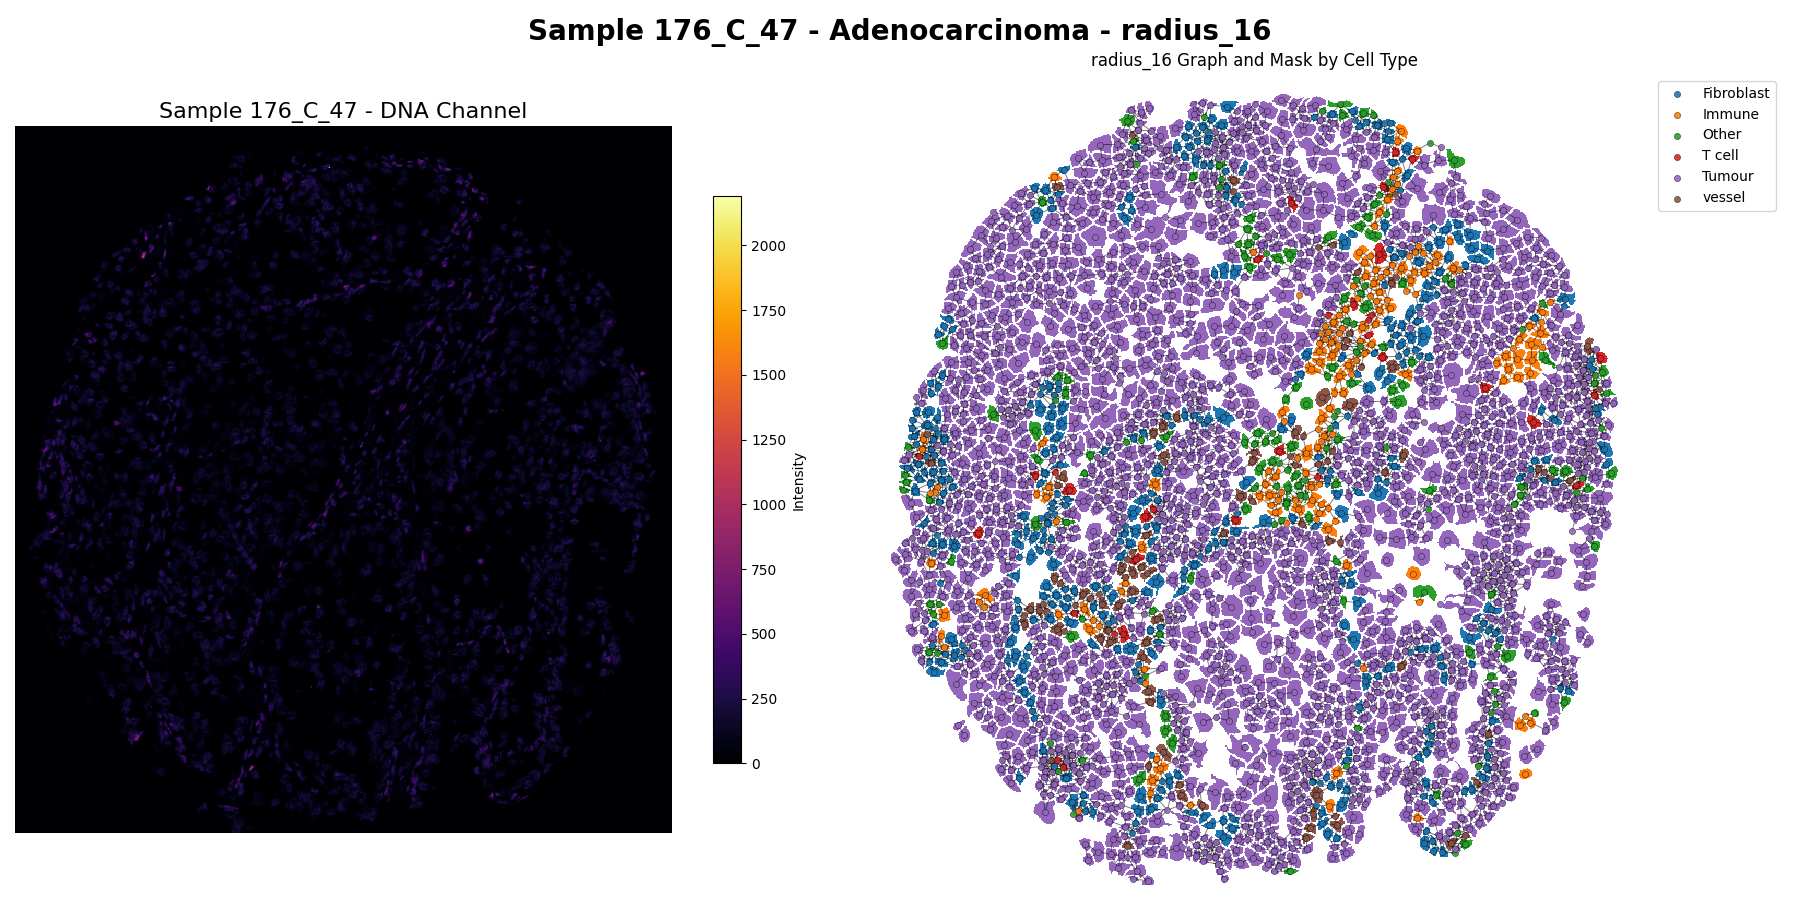 Sample 176_C_47 - Adenocarcinoma - radius_16
Sample 176_C_47 - DNA Channel
2000
1750
1500
1250
1000
750
500
250
0
Intensity
radius_16 Graph and Mask by Cell Type
Fibroblast
Immune
Other
T cell
Tumour
vessel